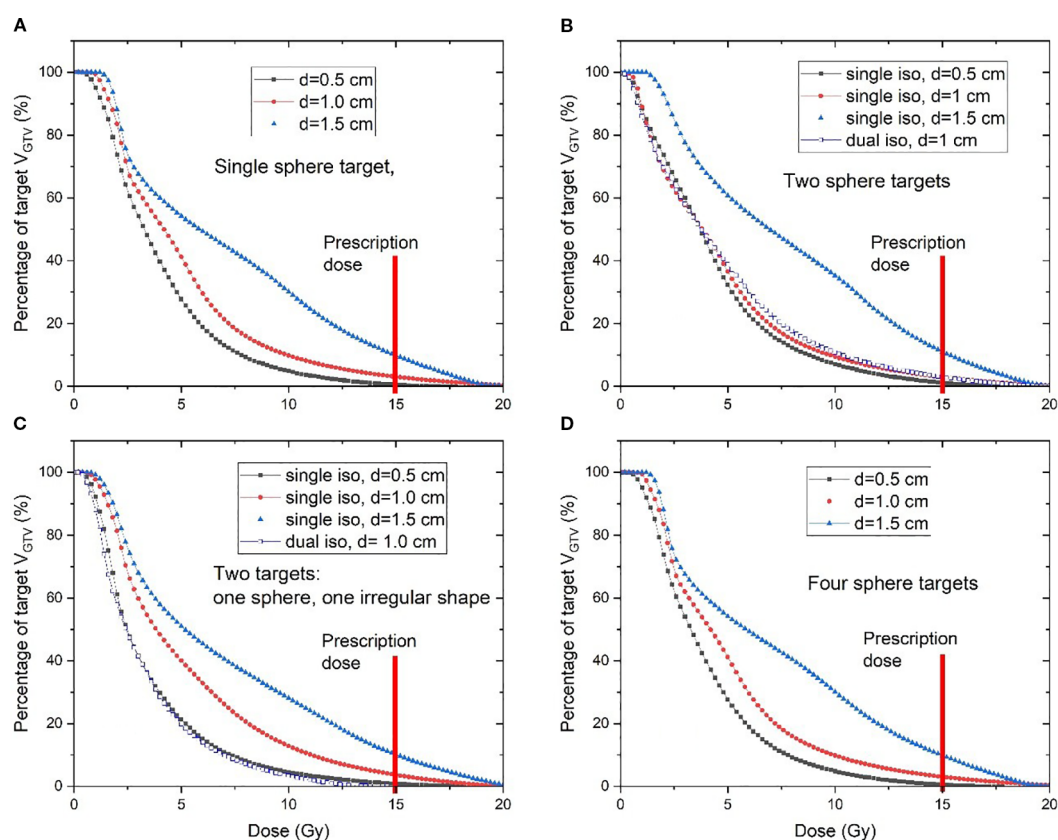 A
Percentage of target V_GTV (%)
100
80
60
40
20
0
d=0.5 cm
d=1.0 cm
d=1.5 cm
Single sphere target,
Prescription
dose
0
5
10
15
20
B
Percentage of target V_GTV (%)
100
80
60
40
20
0
single iso, d=0.5 cm
single iso, d=1 cm
single iso, d=1.5 cm
dual iso, d=1 cm
Two sphere targets
Prescription
dose
0
5
10
15
20
C
Percentage of target V_GTV (%)
100
80
60
40
20
0
single iso, d=0.5 cm
single iso, d=1.0 cm
single iso, d=1.5 cm
dual iso, d= 1.0 cm
Two targets:
one sphere, one irregular shape
Prescription
dose
0
5
10
15
20
Dose (Gy)
D
Percentage of target V_GTV (%)
100
80
60
40
20
0
d=0.5 cm
d=1.0 cm
d=1.5 cm
Four sphere targets
Prescription
dose
0
5
10
15
20
Dose (Gy)